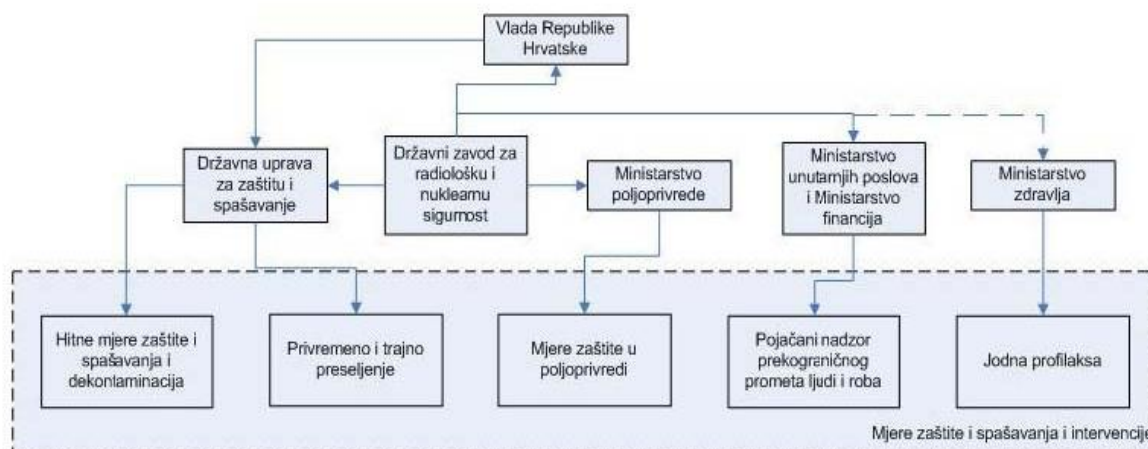 Vlada Republike
Hrvatske
Državna uprava
za zaštitu i
spašavanje
Državni zavod za
radiološku i
nuklearnu
sigurnost
Ministarstvo
poljoprivrede
Ministarstvo
unutarnjih poslova
i Ministarstvo
financija
Ministarstvo
zdravlja
Hitne mjere zaštite i
spašavanja i
dekontaminacija
Privremeno i trajno
preseljenje
Mjere zaštite u
poljoprivredi
Pojačani nadzor
prekograničnog
prometa ljudi i roba
Jodna profilaksa
Mjere zaštite i spašavanja i intervencije